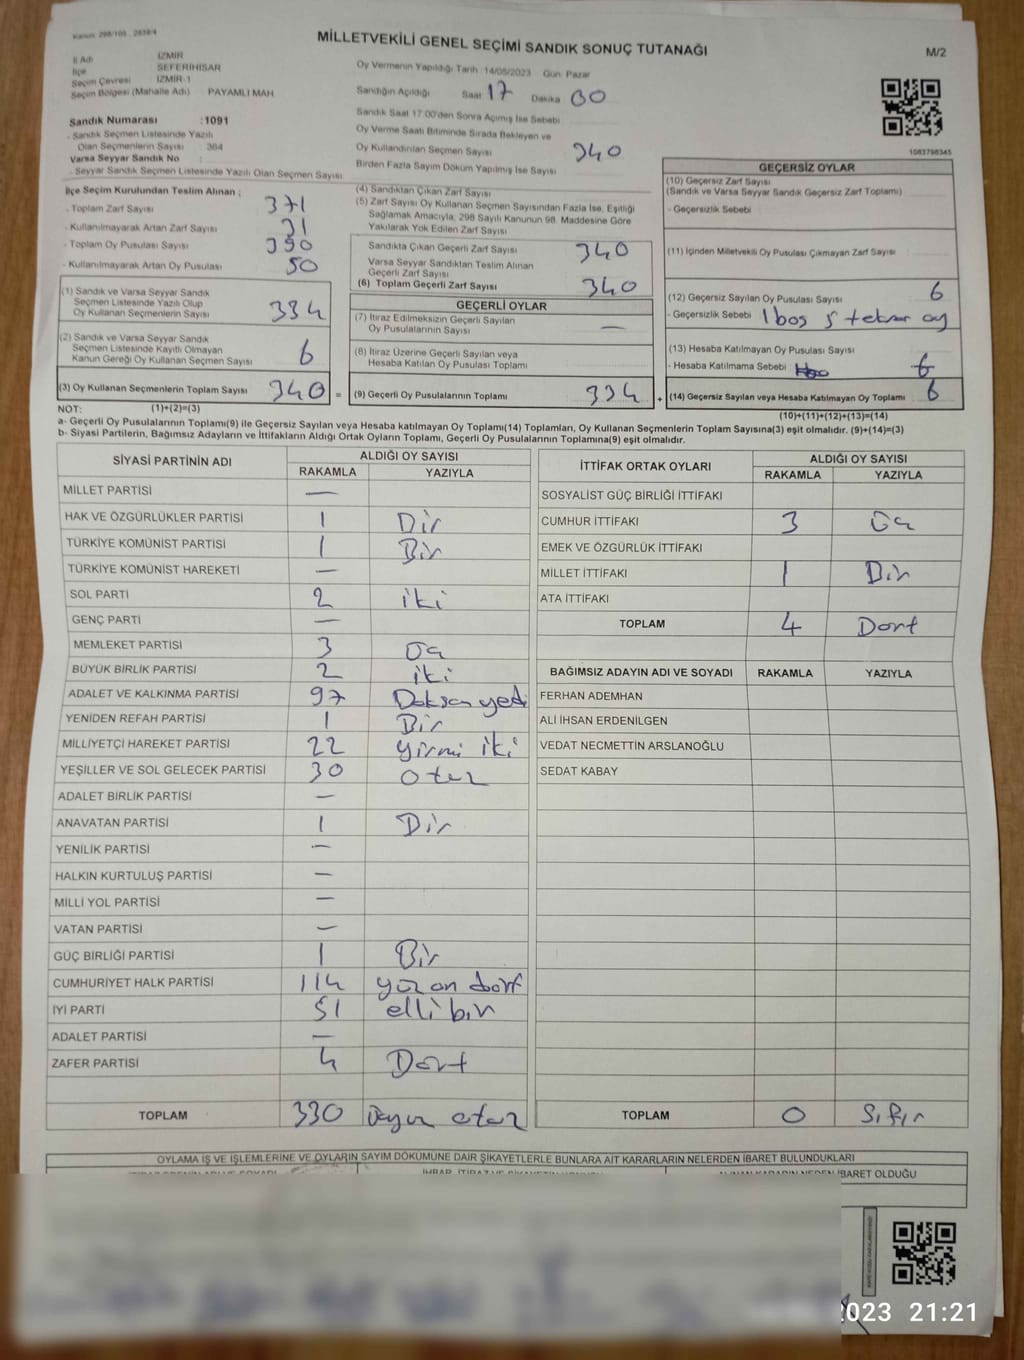 Kanun: 298/105 , 2839/4
MİLLETVEKİLİ GENEL SEÇİMİ SANDIK SONUÇ TUTANAĞI
M/2
İl Adı İZMİR
İlçe SEFERİHİSAR
Seçim Çevresi İZMİR-1
Seçim Bölgesi (Mahalle Adı) PAYAMLI MAH.
Oy Vermenin Yapıldığı Tarih 14/05/2023 Gün Pazar
Sandığın Açıldığı Saat 17 Dakika 00
Sandık Saat 17:00'den Sonra Açılmış İse Sebebi
Oy Verme Saati Bitiminde Sırada Bekleyen ve
Oy Kullandırılan Seçmen Sayısı 340
Birden Fazla Sayım Döküm Yapılmış İse Sayısı
1083798345
Sandık Numarası : 1091
- Sandık Seçmen Listesinde Yazılı
Olan Seçmenlerin Sayısı : 364
Varsa Seyyar Sandık No :
- Seyyar Sandık Seçmen Listesinde Yazılı Olan Seçmen Sayısı
İlçe Seçim Kurulundan Teslim Alınan ;
- Toplam Zarf Sayısı 371
- Kullanılmayarak Artan Zarf Sayısı 31
- Toplam Oy Pusulası Sayısı 390
- Kullanılmayarak Artan Oy Pusulası 50
(1) Sandık ve Varsa Seyyar Sandık
Seçmen Listesinde Yazılı Olup
Oy Kullanan Seçmenlerin Sayısı 334
(2) Sandık ve Varsa Seyyar Sandık
Seçmen Listesinde Kayıtlı Olmayan
Kanun Gereği Oy Kullanan Seçmen Sayısı 6
(3) Oy Kullanan Seçmenlerin Toplam Sayısı 340 =
(4) Sandıktan Çıkan Zarf Sayısı
(5) Zarf Sayısı Oy Kullanan Seçmen Sayısından Fazla İse, Eşitliği
Sağlamak Amacıyla, 298 Sayılı Kanunun 98. Maddesine Göre
Yakılarak Yok Edilen Zarf Sayısı
Sandıkta Çıkan Geçerli Zarf Sayısı 340
Varsa Seyyar Sandıktan Teslim Alınan
Geçerli Zarf Sayısı
(6) Toplam Geçerli Zarf Sayısı 340
GEÇERLİ OYLAR
(7) İtiraz Edilmeksizin Geçerli Sayılan
Oy Pusulalarının Sayısı —
(8) İtiraz Üzerine Geçerli Sayılan veya
Hesaba Katılan Oy Pusulası Toplamı
(9) Geçerli Oy Pusulalarının Toplamı 334 +
GEÇERSİZ OYLAR
(10) Geçersiz Zarf Sayısı
(Sandık ve Varsa Seyyar Sandık Geçersiz Zarf Toplamı)
- Geçersizlik Sebebi
(11) İçinden Milletvekili Oy Pusulası Çıkmayan Zarf Sayısı
(12) Geçersiz Sayılan Oy Pusulası Sayısı 6
- Geçersizlik Sebebi 1 boş 5 tekrar oy
(13) Hesaba Katılmayan Oy Pusulası Sayısı
- Hesaba Katılmama Sebebi 6
(14) Geçersiz Sayılan veya Hesaba Katılmayan Oy Toplamı 6
NOT: (1)+(2)=(3)
(10)+(11)+(12)+(13)=(14)
a- Geçerli Oy Pusulalarının Toplamı(9) ile Geçersiz Sayılan veya Hesaba katılmayan Oy Toplamı(14) Toplamları, Oy Kullanan Seçmenlerin Toplam Sayısına(3) eşit olmalıdır. (9)+(14)=(3)
b- Siyasi Partilerin, Bağımsız Adayların ve İttifakların Aldığı Ortak Oyların Toplamı, Geçerli Oy Pusulalarının Toplamına(9) eşit olmalıdır.
SİYASİ PARTİNİN ADI ALDIĞI OY SAYISI
RAKAMLA YAZIYLA
MİLLET PARTİSİ —
HAK VE ÖZGÜRLÜKLER PARTİSİ 1 Bir
TÜRKİYE KOMÜNİST PARTİSİ 1 Bir
TÜRKİYE KOMÜNİST HAREKETİ —
SOL PARTİ 2 iki
GENÇ PARTİ —
MEMLEKET PARTİSİ 3 Üç
BÜYÜK BİRLİK PARTİSİ 2 iki
ADALET VE KALKINMA PARTİSİ 97 Doksan yedi
YENİDEN REFAH PARTİSİ 1 Bir
MİLLİYETÇİ HAREKET PARTİSİ 22 yirmi iki
YEŞİLLER VE SOL GELECEK PARTİSİ 30 otuz
ADALET BİRLİK PARTİSİ —
ANAVATAN PARTİSİ 1 Bir
YENİLİK PARTİSİ —
HALKIN KURTULUŞ PARTİSİ —
MİLLİ YOL PARTİSİ —
VATAN PARTİSİ —
GÜÇ BİRLİĞİ PARTİSİ 1 Bir
CUMHURİYET HALK PARTİSİ 114 yüz on dört
İYİ PARTİ 51 elli bir
ADALET PARTİSİ —
ZAFER PARTİSİ 4 Dört
TOPLAM 330 üçyüz otuz
İTTİFAK ORTAK OYLARI ALDIĞI OY SAYISI
RAKAMLA YAZIYLA
SOSYALİST GÜÇ BİRLİĞİ İTTİFAKI
CUMHUR İTTİFAKI 3 üç
EMEK VE ÖZGÜRLÜK İTTİFAKI
MİLLET İTTİFAKI 1 Bir
ATA İTTİFAKI
TOPLAM 4 Dört
BAĞIMSIZ ADAYIN ADI VE SOYADI RAKAMLA YAZIYLA
FERHAN ADEMHAN
ALİ İHSAN ERDENİLGEN
VEDAT NECMETTİN ARSLANOĞLU
SEDAT KABAY
TOPLAM 0 Sıfır
OYLAMA İŞ VE İŞLEMLERİNE VE OYLARIN SAYIM DÖKÜMÜNE DAİR ŞİKAYETLERLE BUNLARA AİT KARARLARIN NELERDEN İBARET BULUNDUKLARI
İBARET OLDUĞU
2023 21:21